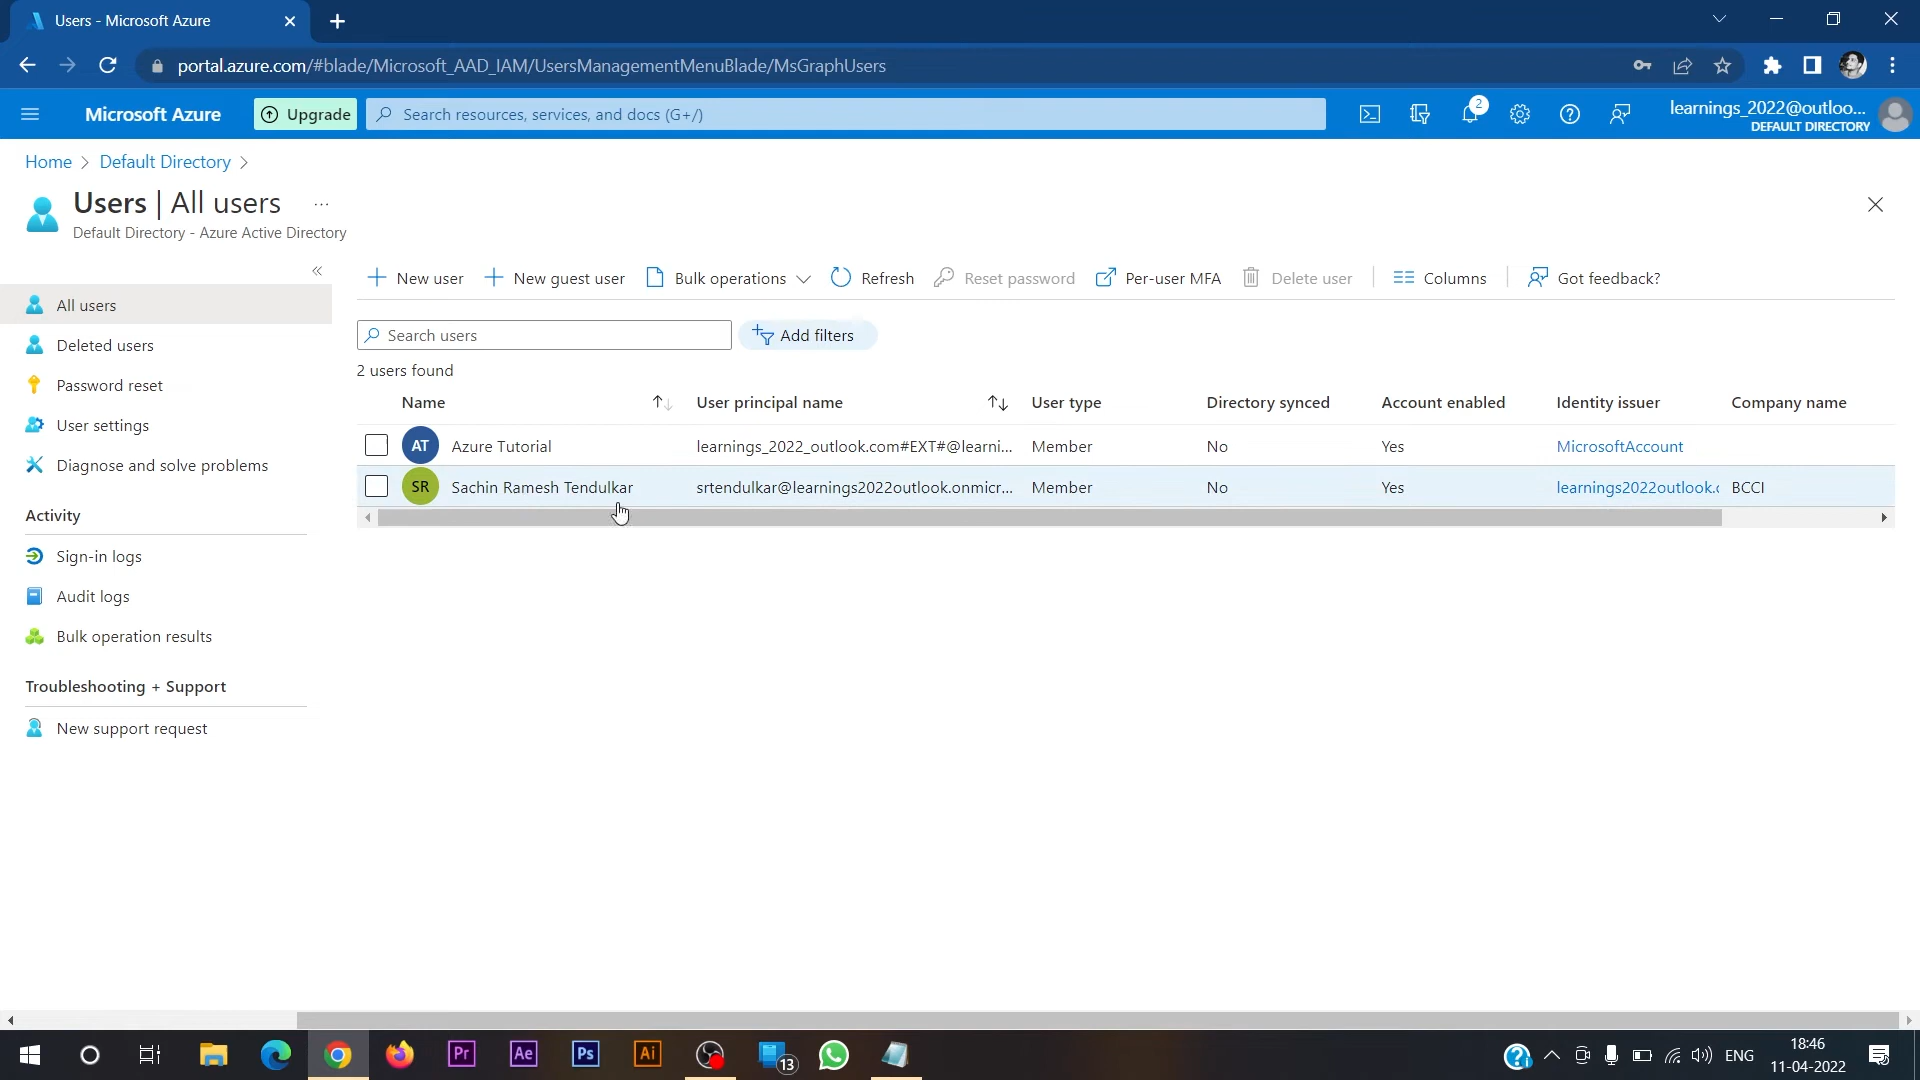 Users - Microsoft Azure
portal.azure.com/#blade/Microsoft_AAD_IAM/UsersManagementMenuBlade/MsGraphUsers
Microsoft Azure
Upgrade
Search resources, services, and docs (G+/)
2
learnings_2022@outloo...
DEFAULT DIRECTORY
Home > Default Directory >
Users | All users ...
Default Directory - Azure Active Directory
«
All users
Deleted users
Password reset
User settings
Diagnose and solve problems
Activity
Sign-in logs
Audit logs
Bulk operation results
Troubleshooting + Support
New support request
New user
New guest user
Bulk operations
Refresh
Reset password
Per-user MFA
Delete user
Columns
Got feedback?
Search users
Add filters
2 users found
Name User principal name User type Directory synced Account enabled Identity issuer Company name
AT Azure Tutorial learnings_2022_outlook.com#EXT#@learni... Member No Yes MicrosoftAccount
SR Sachin Ramesh Tendulkar srtendulkar@learnings2022outlook.onmicr... Member No Yes learnings2022outlook. BCCI
Pr
Ae
Ps
Ai
13
ENG
18:46
11-04-2022